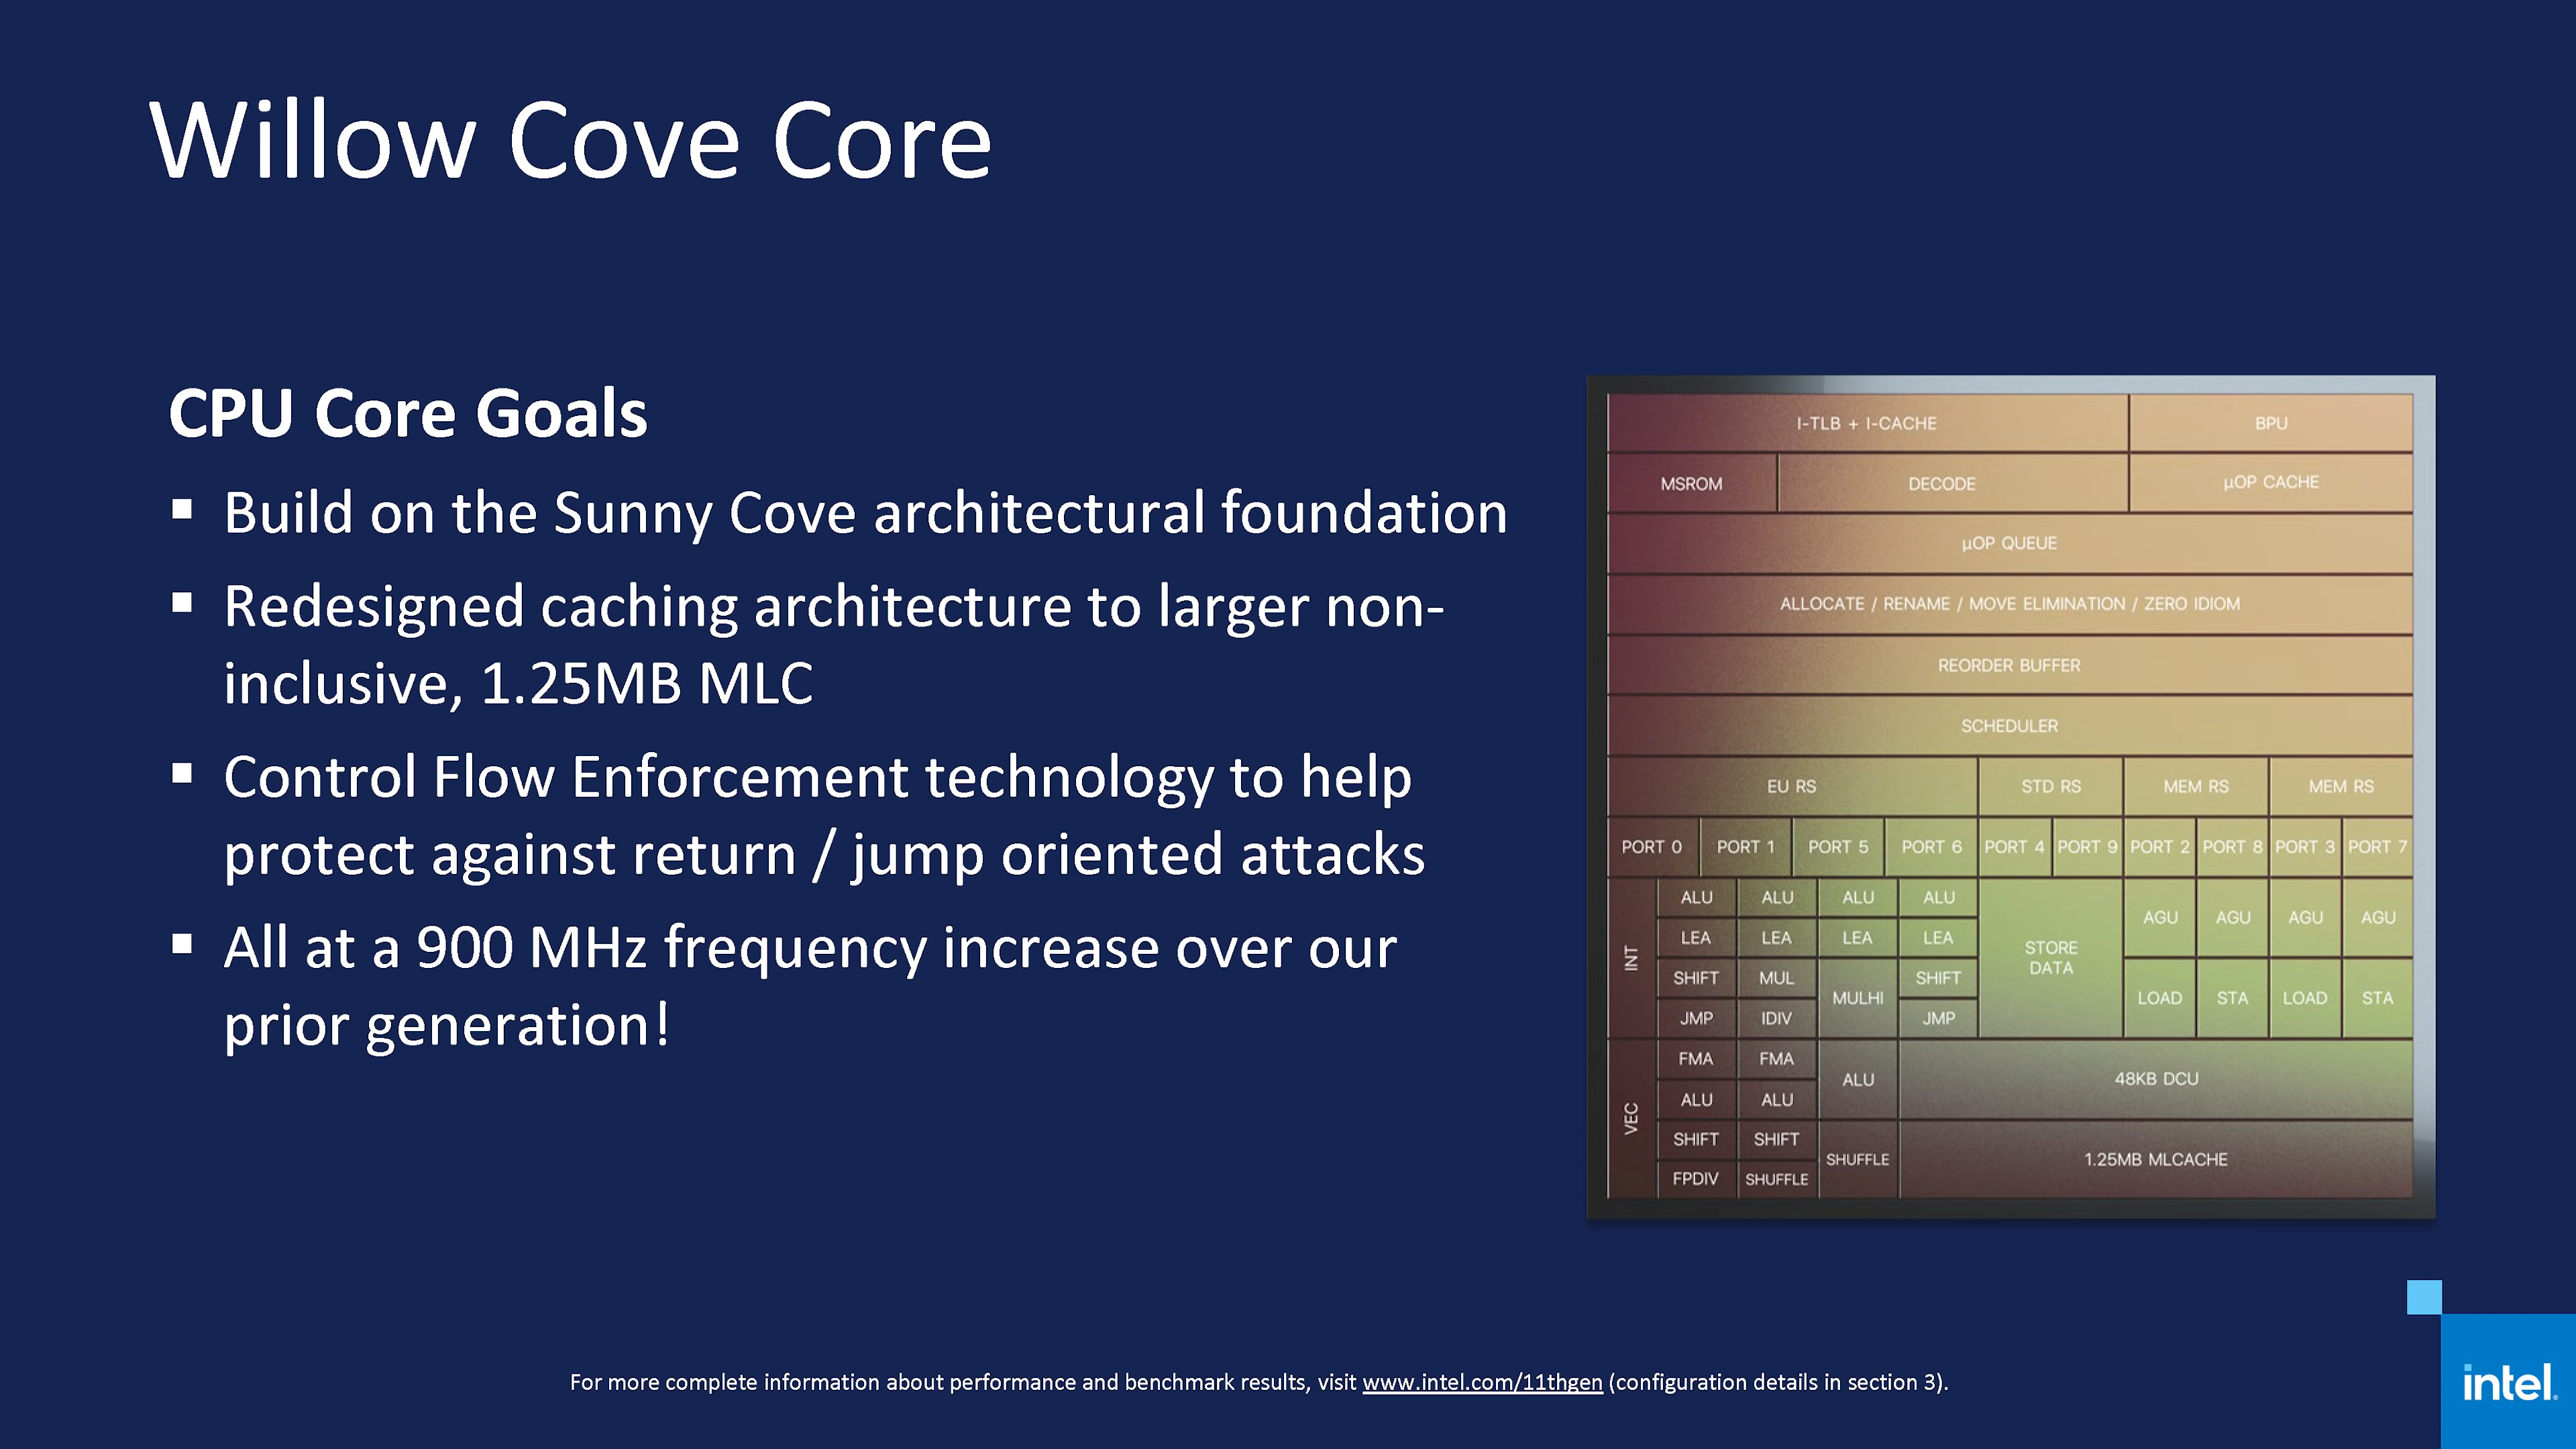 Willow Cove Core
CPU Core Goals
▪ Build on the Sunny Cove architectural foundation
▪ Redesigned caching architecture to larger non-
inclusive, 1.25MB MLC
▪ Control Flow Enforcement technology to help
protect against return / jump oriented attacks
▪ All at a 900 MHz frequency increase over our
prior generation!
I-TLB + I-CACHE BPU
MSROM DECODE µOP CACHE
µOP QUEUE
ALLOCATE / RENAME / MOVE ELIMINATION / ZERO IDIOM
REORDER BUFFER
SCHEDULER
EU RS STD RS MEM RS MEM RS
PORT 0 PORT 1 PORT 5 PORT 6 PORT 4 PORT 9 PORT 2 PORT 8 PORT 3 PORT 7
INT
ALU ALU ALU ALU
LEA LEA LEA LEA
SHIFT MUL MULHI SHIFT
JMP IDIV JMP
STORE
DATA
AGU AGU AGU AGU
LOAD STA LOAD STA
VEC
FMA FMA ALU
ALU ALU
SHIFT SHIFT SHUFFLE
FPDIV SHUFFLE
48KB DCU
1.25MB MLCACHE
For more complete information about performance and benchmark results, visit www.intel.com/11thgen (configuration details in section 3).
intel.